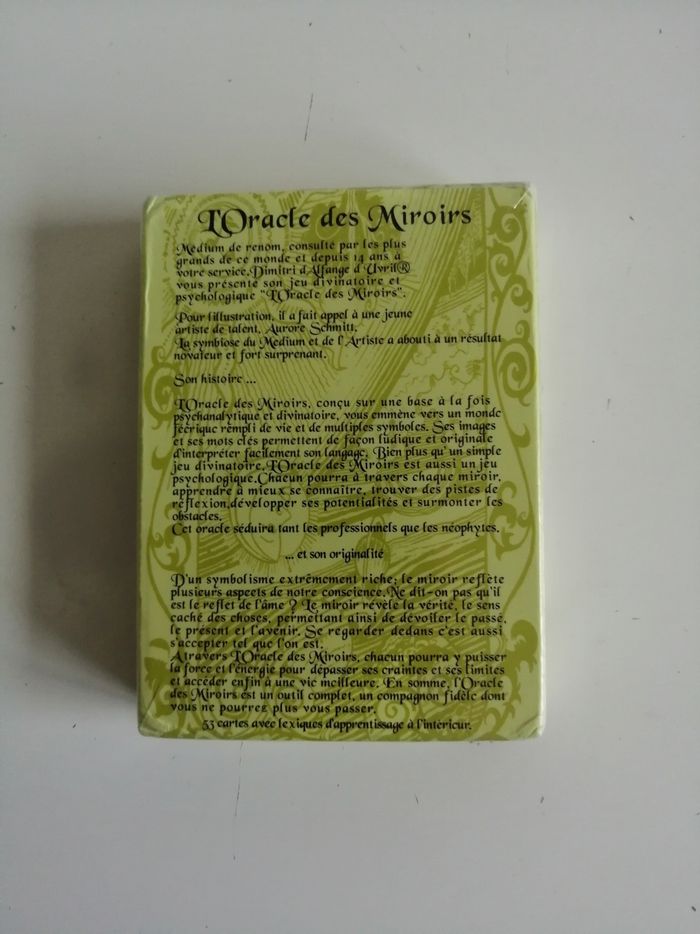 L'Oracle des Miroirs
Médium de renom, consulté par les plus
grands de ce monde et depuis 14 ans à
votre service, Dimitri d'Alfange d'Uvril®
vous présente son jeu divinatoire et
psychologique "L'Oracle des Miroirs".
Pour l'illustration, il a fait appel à une jeune
artiste de talent, Aurore Schmitt.
La symbiose du Médium et de l'Artiste a abouti à un résultat
novateur et fort surprenant.
Son histoire ...
L'Oracle des Miroirs, conçu sur une base à la fois
psychanalytique et divinatoire, vous emmène vers un monde
féérique rempli de vie et de multiples symboles. Ses images
et ses mots clés permettent de façon ludique et originale
d'interpréter facilement son langage. Bien plus qu' un simple
jeu divinatoire, L'Oracle des Miroirs est aussi un jeu
psychologique.Chacun pourra à travers chaque miroir,
apprendre à mieux se connaître, trouver des pistes de
réflexion,développer ses potentialités et surmonter les
obstacles.
Cet oracle séduira tant les professionnels que les néophytes.
... et son originalité
D'un symbolisme extrêmement riche; le miroir reflète
plusieurs aspects de notre conscience.Ne dit-on pas qu'il
est le reflet de l'âme ? Le miroir révèle la vérité, le sens
caché des choses, permettant ainsi de dévoiler le passé,
le présent et l'avenir. Se regarder dedans c'est aussi
s'accepter tel que l'on est.
A travers L'Oracle des Miroirs, chacun pourra y puiser
la force et l'énergie pour dépasser ses craintes et ses limites
et accéder enfin à une vie meilleure. En somme, l'Oracle
des Miroirs est un outil complet, un compagnon fidèle dont
vous ne pourrez plus vous passer.
53 cartes avec lexiques d'apprentissage à l'intérieur.